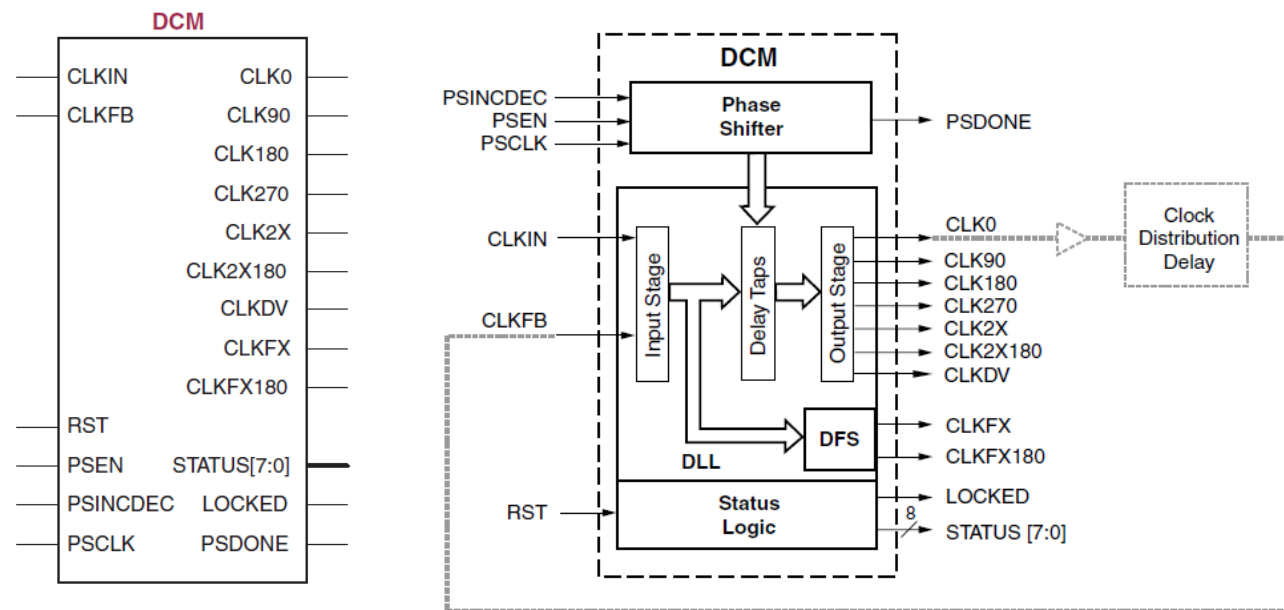 DCM
CLKIN
CLK0
CLKFB
CLK90
CLK180
CLK270
CLK2X
CLK2X180
CLKDV
CLKFX
CLKFX180
RST
PSEN
STATUS[7:0]
PSINCDEC
LOCKED
PSCLK
PSDONE
DCM
PSINCDEC
PSEN
PSCLK
Phase
Shifter
PSDONE
CLKIN
CLKFB
Input Stage
Delay Taps
Output Stage
CLK0
CLK90
CLK180
CLK270
CLK2X
CLK2X180
CLKDV
Clock
Distribution
Delay
DFS
CLKFX
CLKFX180
DLL
RST
Status
Logic
LOCKED
8
STATUS [7:0]